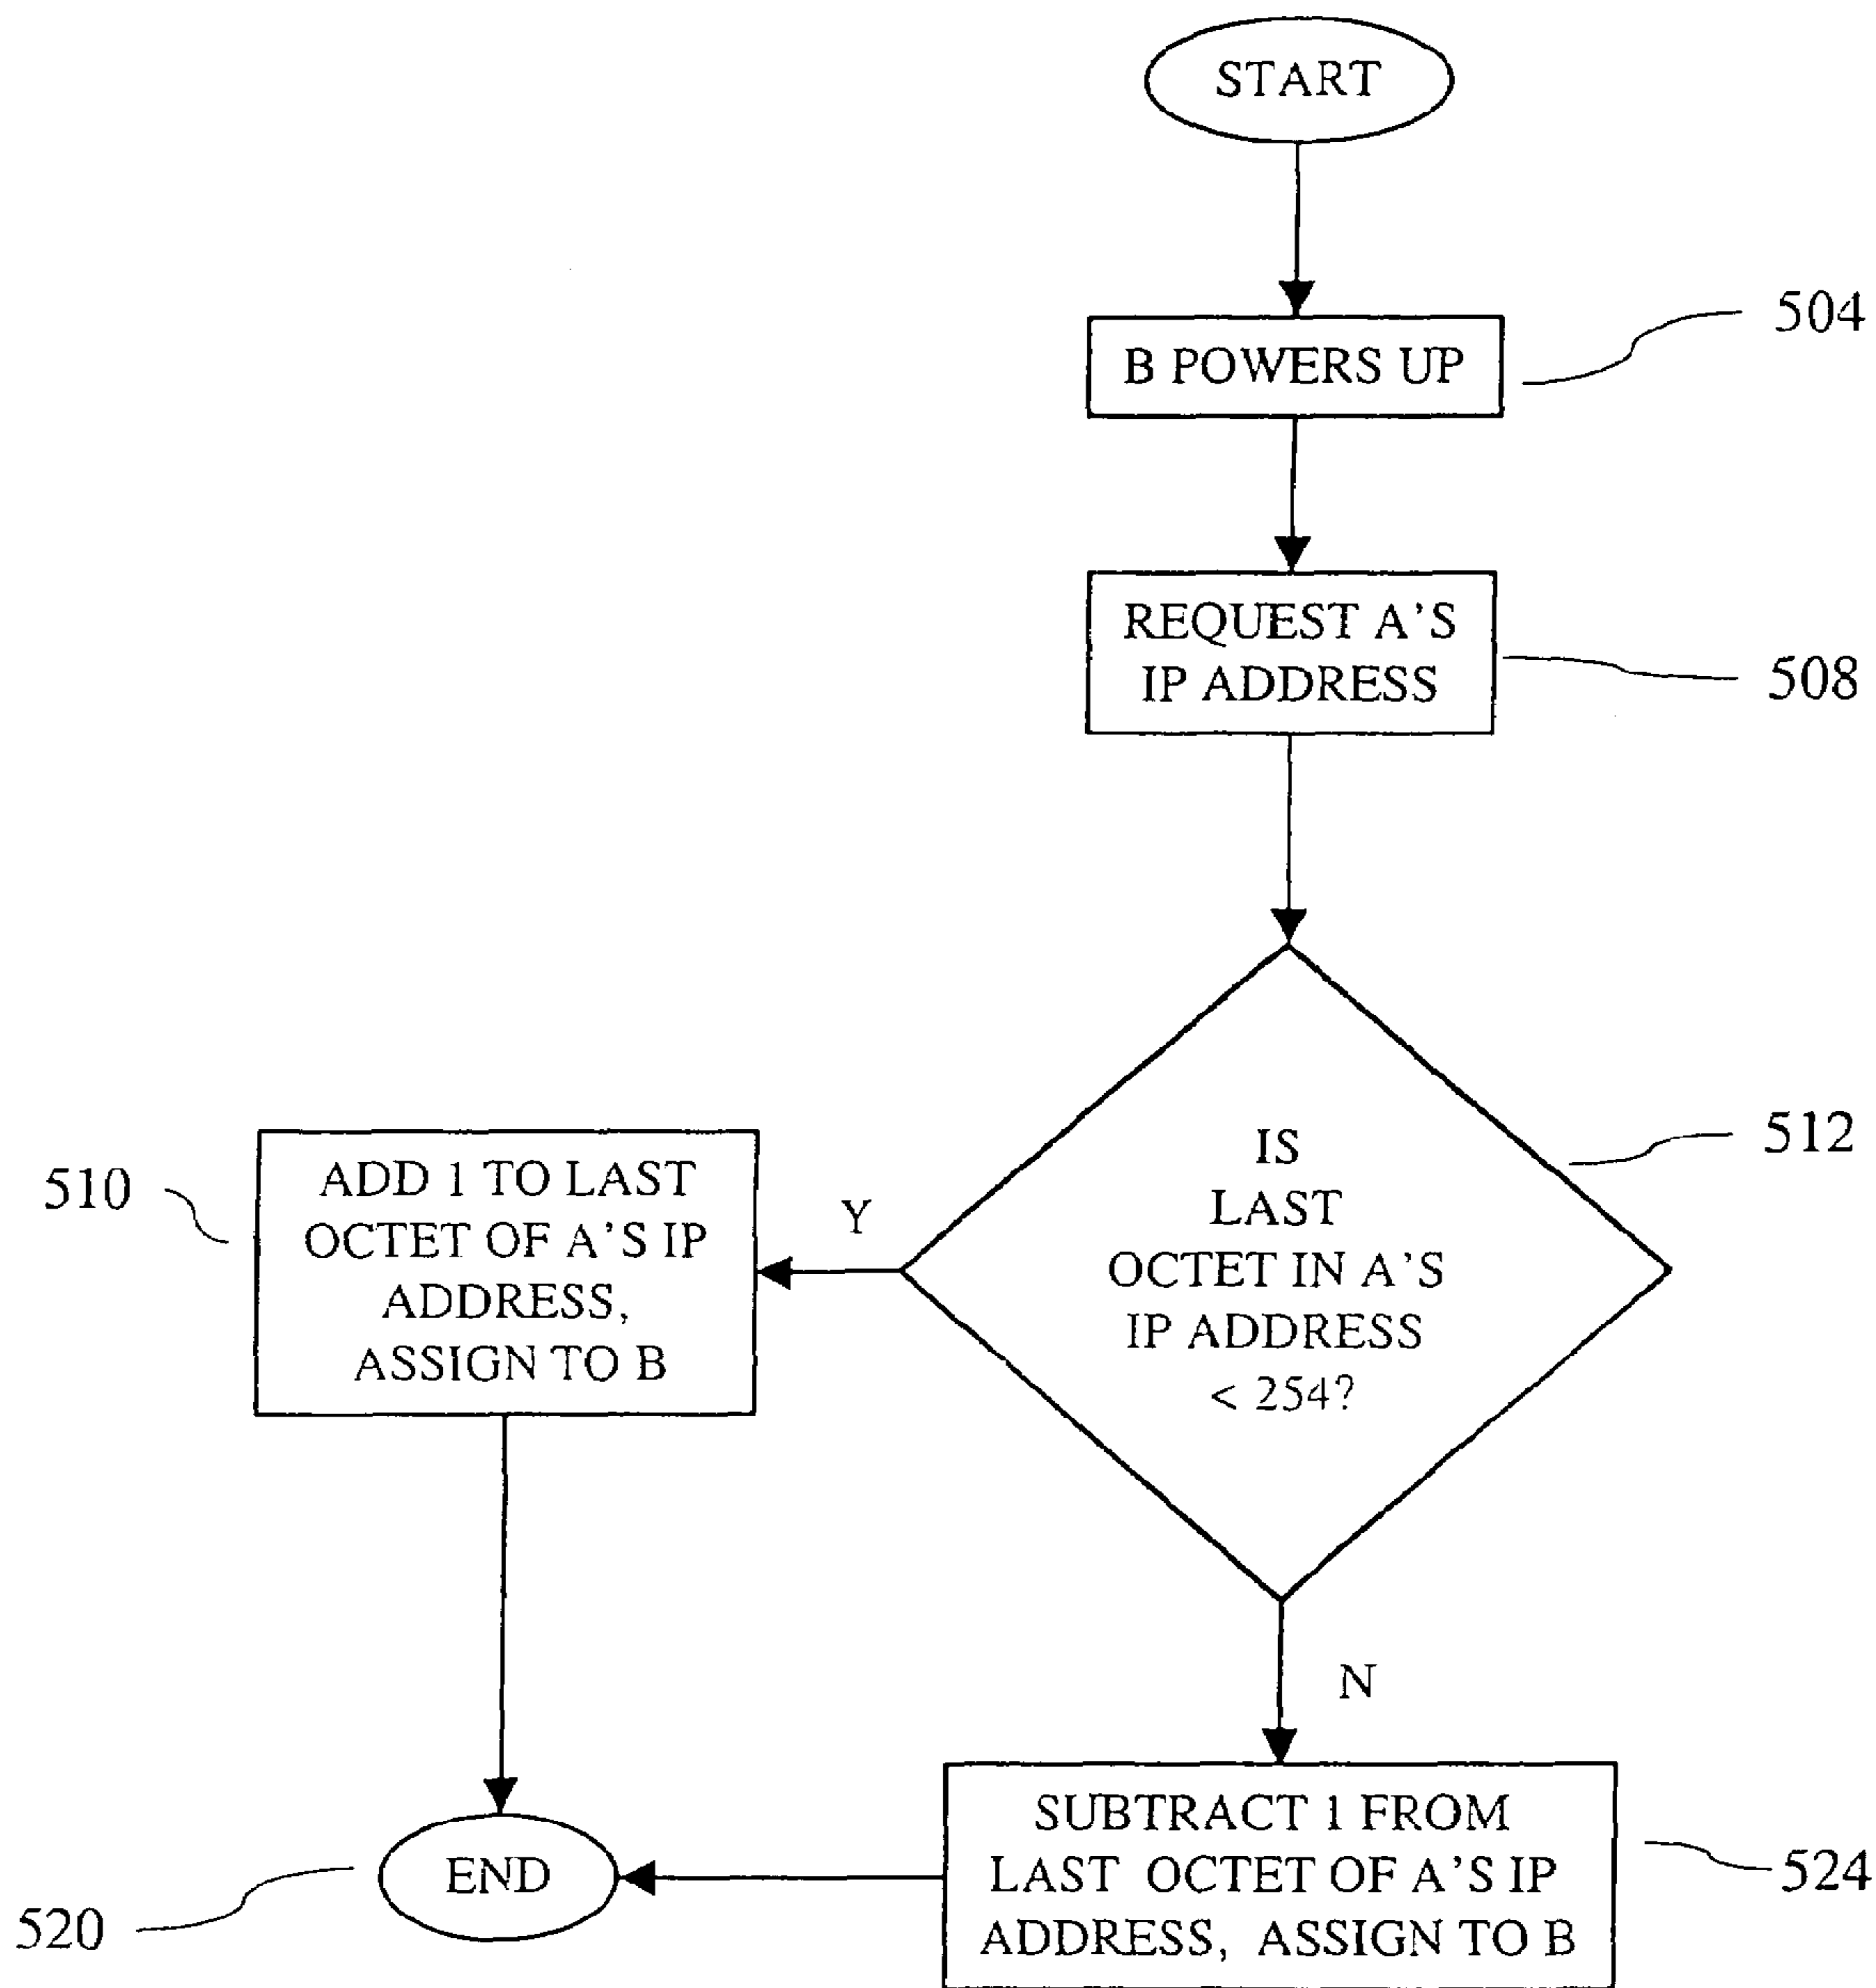 START
B POWERS UP
504
REQUEST A'S
IP ADDRESS
508
IS
LAST
OCTET IN A'S
IP ADDRESS
< 254?
512
Y
ADD 1 TO LAST
OCTET OF A'S IP
ADDRESS,
ASSIGN TO B
510
N
SUBTRACT 1 FROM
LAST OCTET OF A'S IP
ADDRESS, ASSIGN TO B
524
END
520